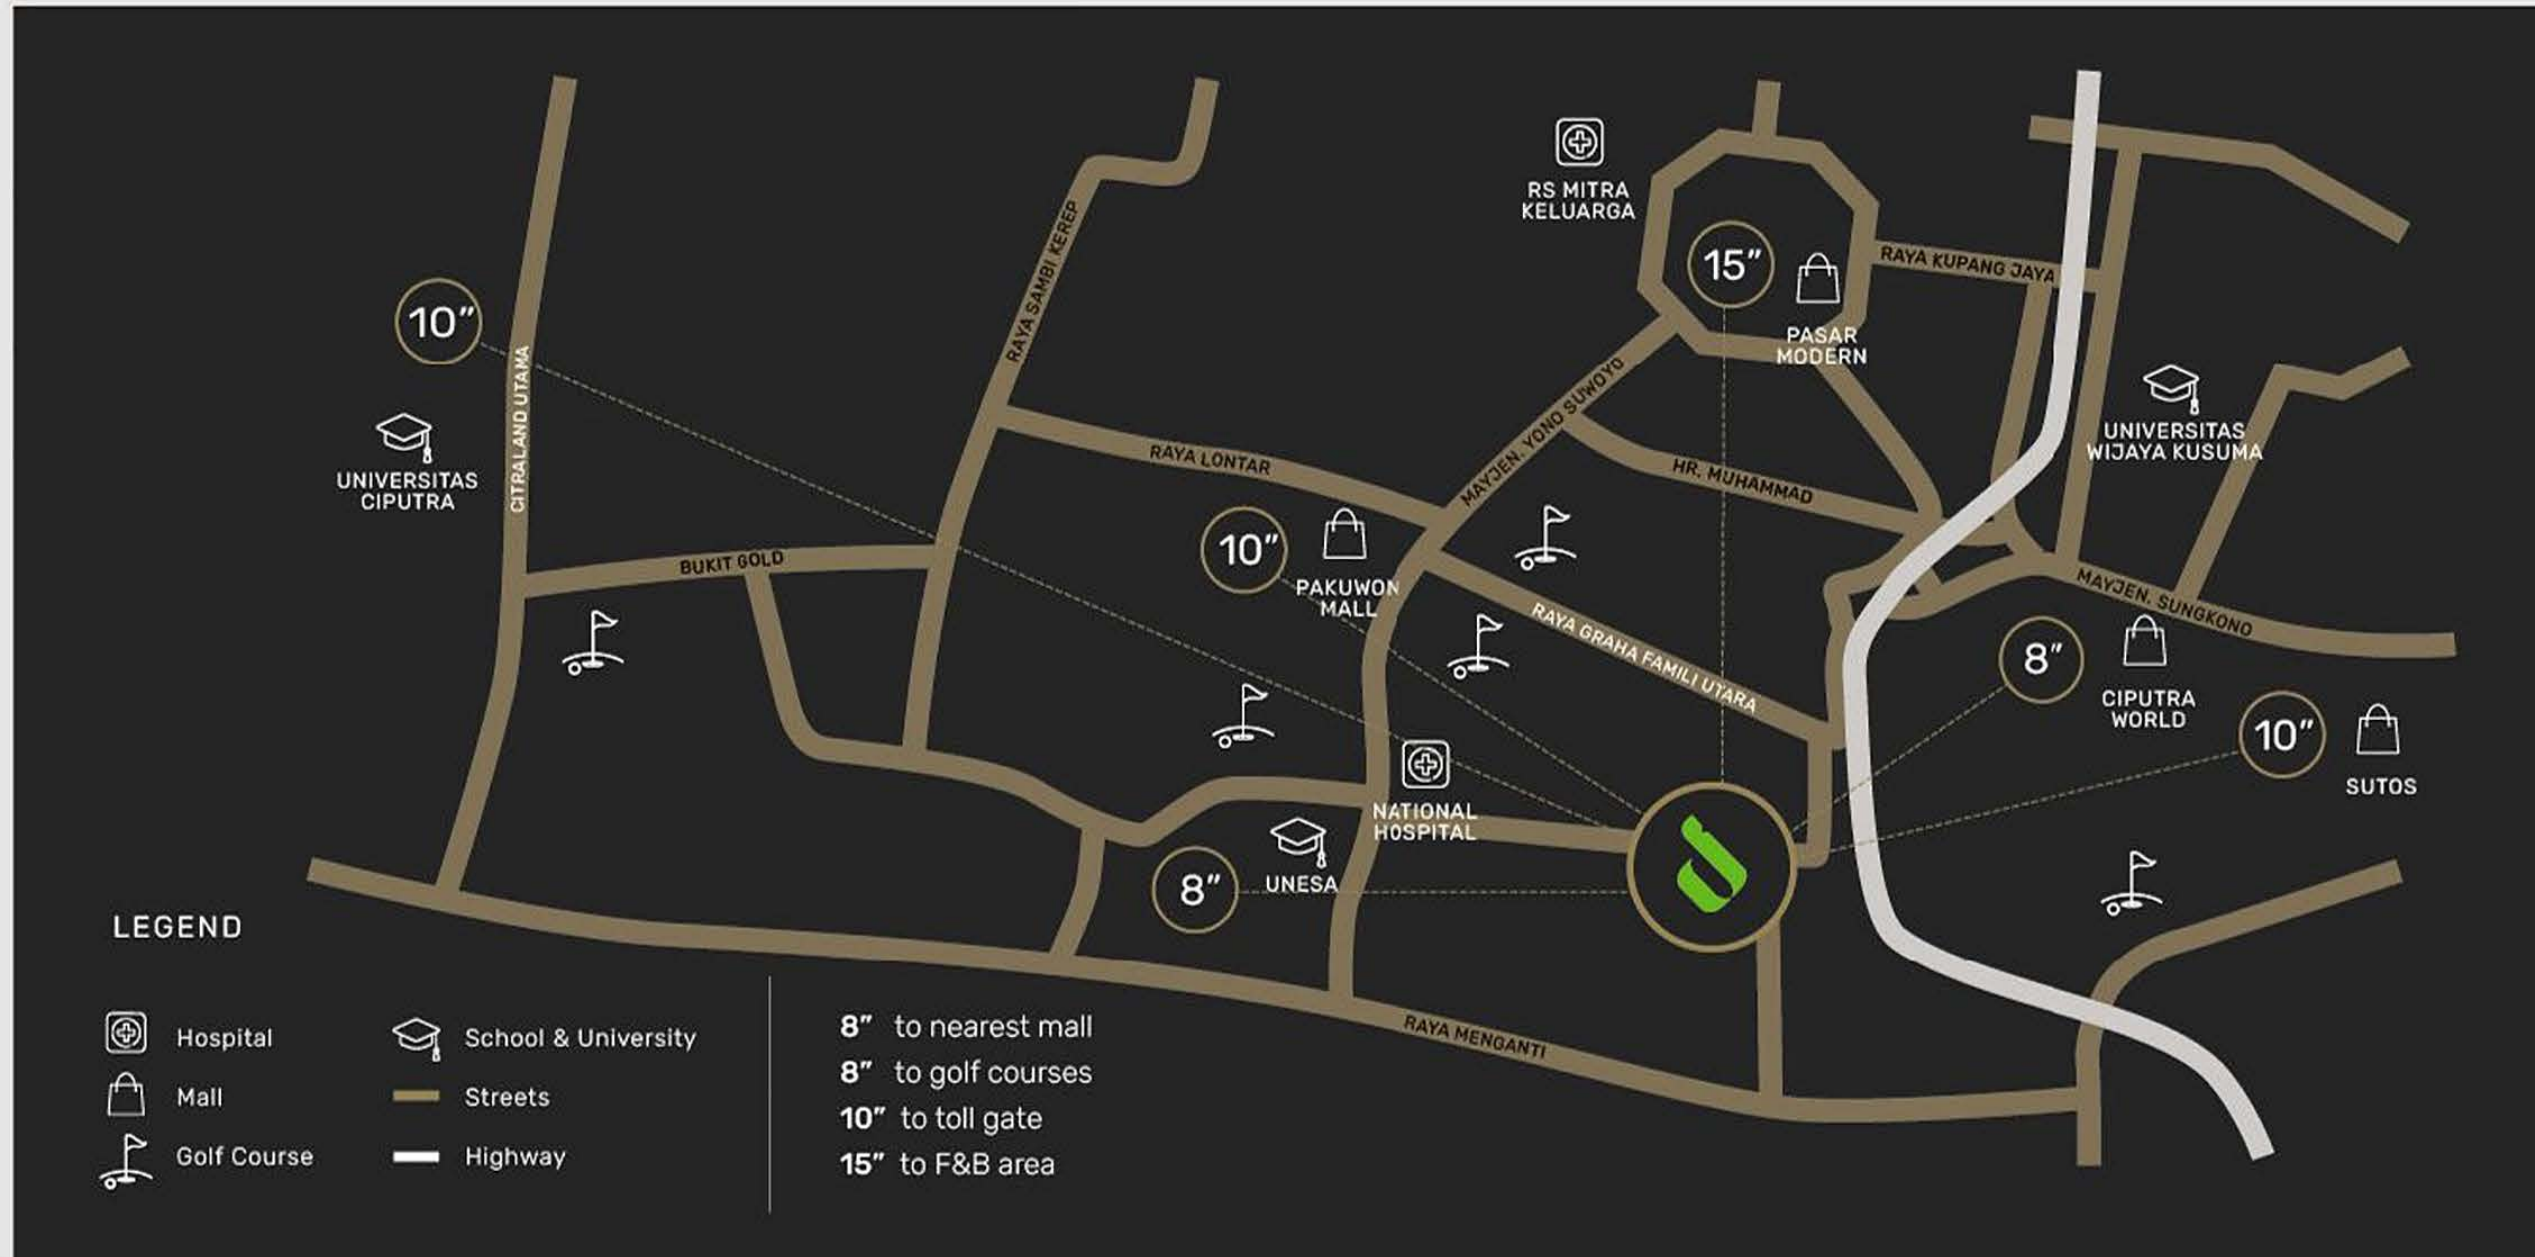 RS MITRA
KELUARGA
15”
PASAR
MODERN
RAYA KUPANG JAYA
RAYA SAMBI KEREP
10”
CITRALAND UTAMA
UNIVERSITAS
CIPUTRA
MAYJEN. YONO SUWOYO
UNIVERSITAS
WIJAYA KUSUMA
RAYA LONTAR
HR. MUHAMMAD
10”
PAKUWON
MALL
BUKIT GOLD
MAYJEN. SUNGKONO
RAYA GRAHA FAMILI UTARA
8”
CIPUTRA
WORLD
10”
SUTOS
NATIONAL
HOSPITAL
8”
UNESA
RAYA MENGANTI
LEGEND
Hospital
School & University
Mall
Streets
Golf Course
Highway
8” to nearest mall
8” to golf courses
10” to toll gate
15” to F&B area